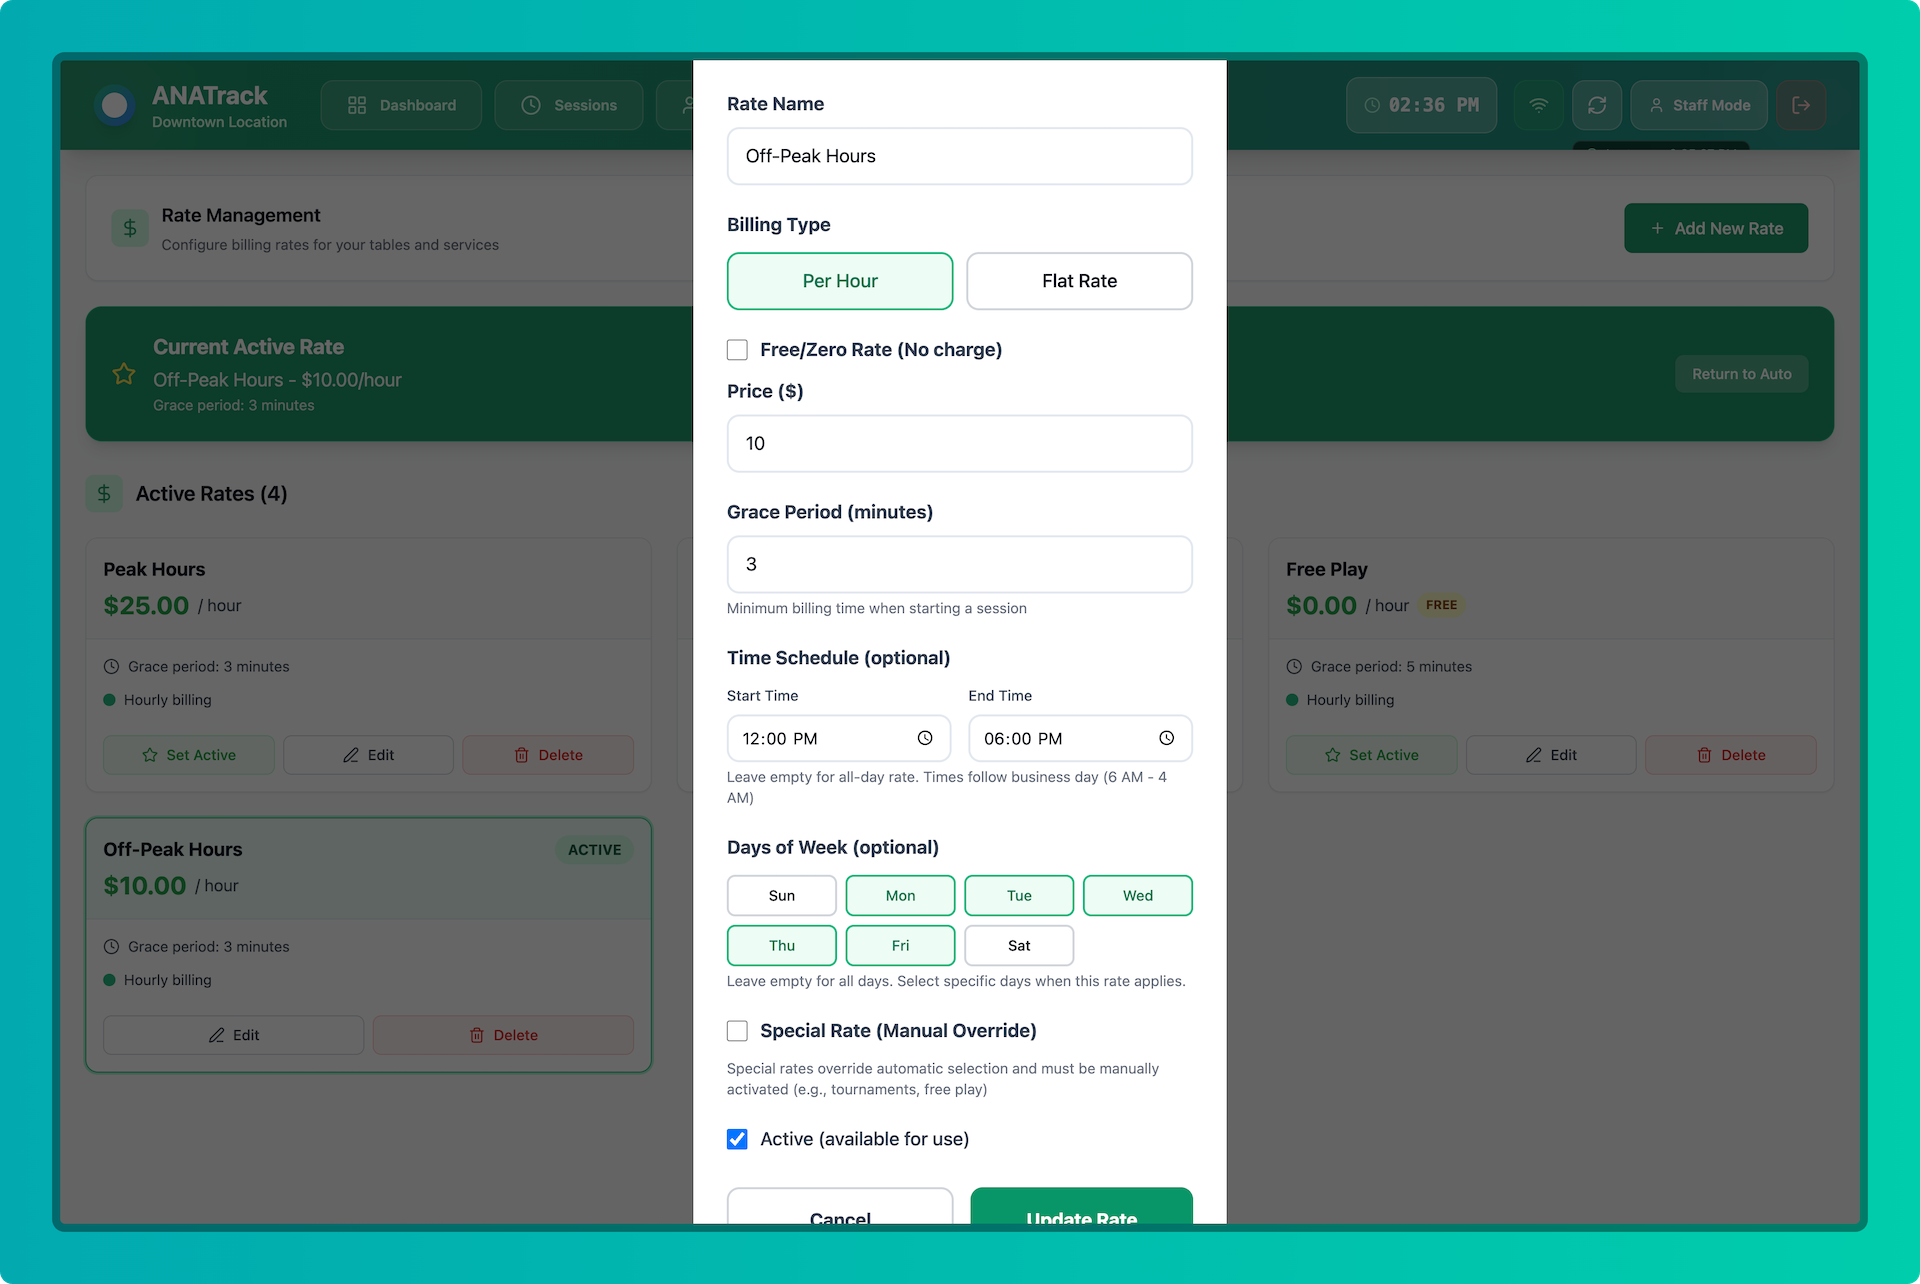 ANATrack
Downtown Location
Dashboard
Sessions
02:36 PM
Staff Mode
Rate Management
Configure billing rates for your tables and services
+ Add New Rate
Current Active Rate
Off-Peak Hours - $10.00/hour
Grace period: 3 minutes
Return to Auto
$ Active Rates (4)
Peak Hours
$25.00 / hour
Grace period: 3 minutes
Hourly billing
Set Active
Edit
Delete
Free Play
$0.00 / hour FREE
Grace period: 5 minutes
Hourly billing
Set Active
Edit
Delete
Off-Peak Hours
ACTIVE
$10.00 / hour
Grace period: 3 minutes
Hourly billing
Edit
Delete
Rate Name
Off-Peak Hours
Billing Type
Per Hour
Flat Rate
Free/Zero Rate (No charge)
Price ($)
10
Grace Period (minutes)
3
Minimum billing time when starting a session
Time Schedule (optional)
Start Time
End Time
12:00 PM
06:00 PM
Leave empty for all-day rate. Times follow business day (6 AM - 4
AM)
Days of Week (optional)
Sun
Mon
Tue
Wed
Thu
Fri
Sat
Leave empty for all days. Select specific days when this rate applies.
Special Rate (Manual Override)
Special rates override automatic selection and must be manually
activated (e.g., tournaments, free play)
Active (available for use)
Cancel
Update Rate